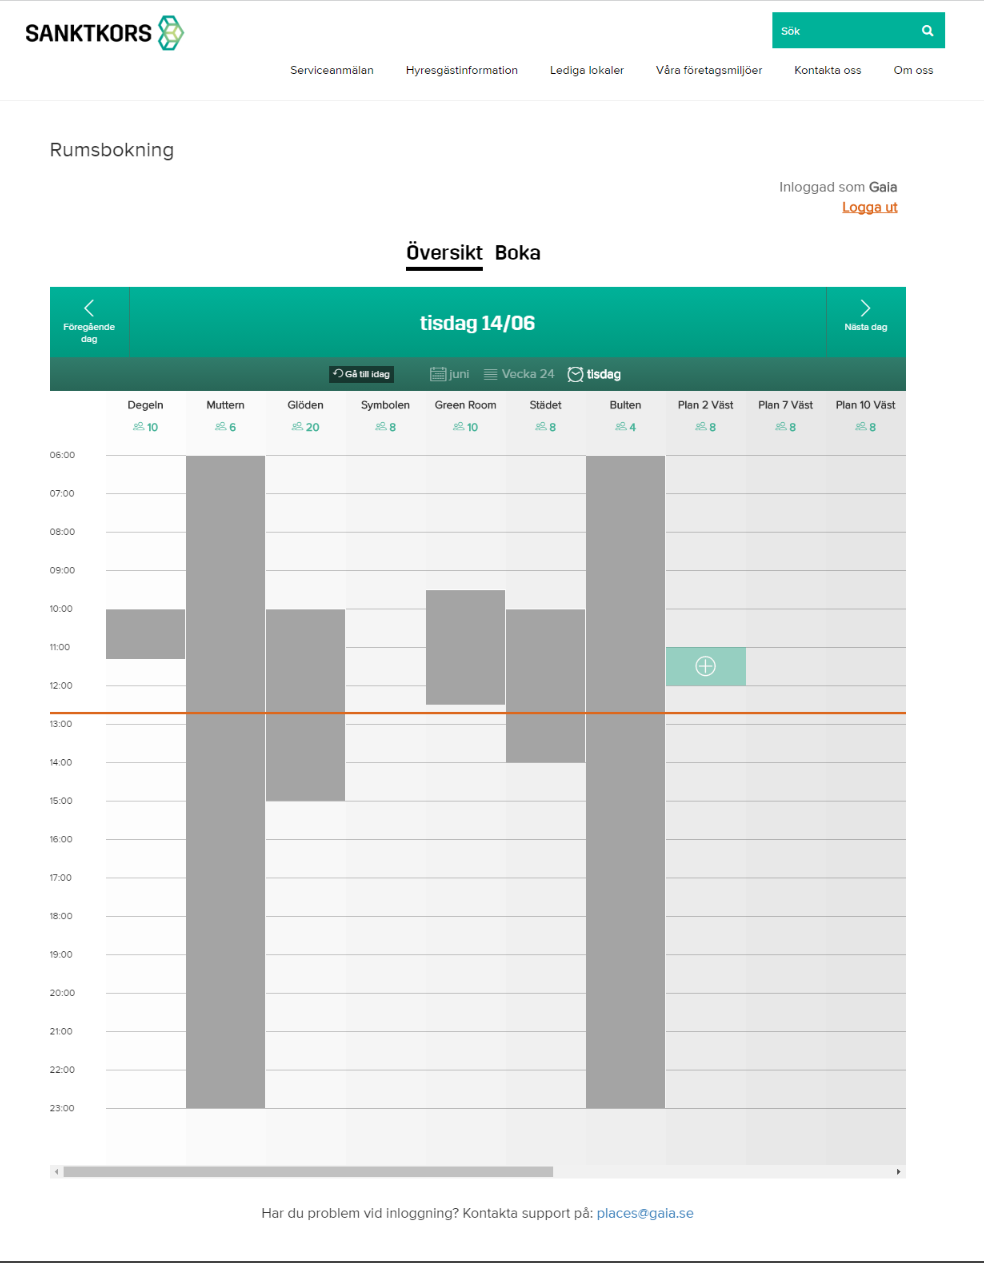 SANKTKORS
Sök
Serviceanmälan Hyresgästinformation Lediga lokaler Våra företagsmiljöer Kontakta oss Om oss
Rumsbokning
Inloggad som Gaia
Logga ut
Översikt Boka
Föregående dag
tisdag 14/06
Nästa dag
Gå till idag juni Vecka 24 tisdag
Degeln Muttern Glöden Symbolen Green Room Städet Bulten Plan 2 Väst Plan 7 Väst Plan 10 Väst
10 6 20 8 10 8 4 8 8 8
06:00
07:00
08:00
09:00
10:00
11:00
12:00
13:00
14:00
15:00
16:00
17:00
18:00
19:00
20:00
21:00
22:00
23:00
Har du problem vid inloggning? Kontakta support på: places@gaia.se